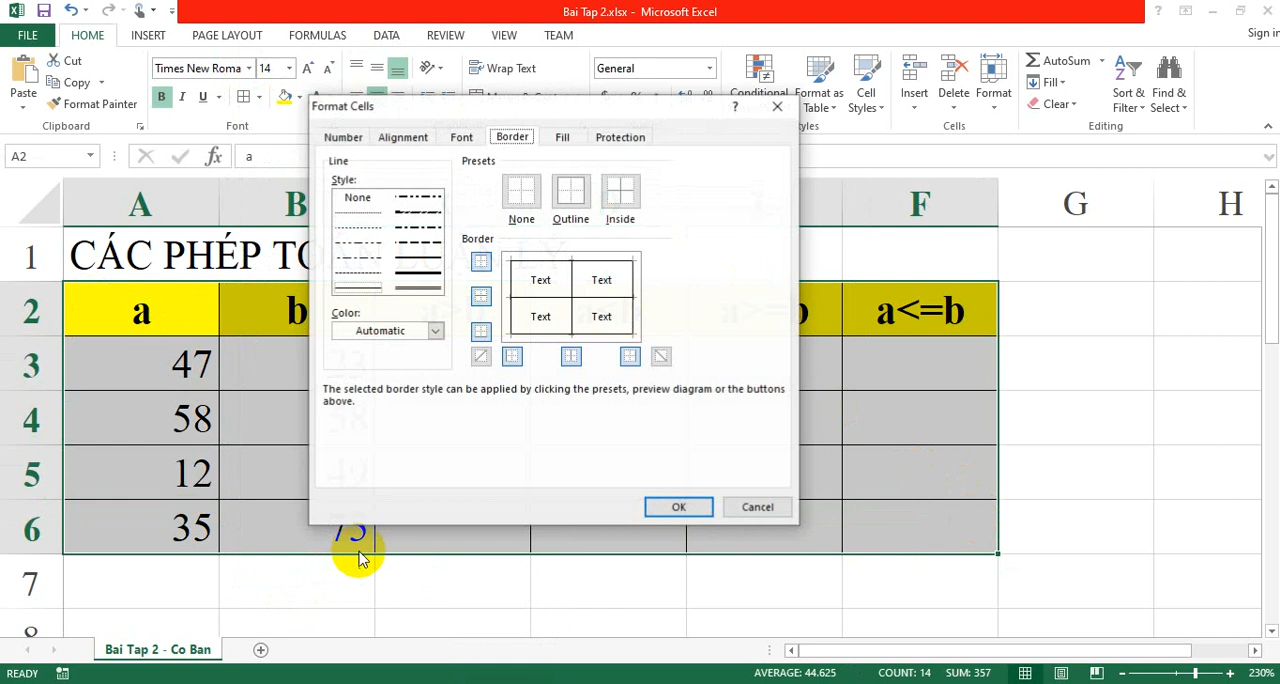 Bai Tap 2.xlsx - Microsoft Excel
?
FILE HOME INSERT PAGE LAYOUT FORMULAS DATA REVIEW VIEW TEAM Sign in
Paste Cut
Copy
Format Painter
Clipboard
Times New Roma 14
B I U
Font
Wrap Text
General
Conditional Format as Table Cell Styles
Insert Delete Format
Cells
AutoSum
Fill
Clear
Sort & Filter Find & Select
Editing
A2 fx a
A B F G H
1 CÁC PHÉP
2 a b a<=b
3 47 23
4 58 58
5 12 49
6 35 73
7
8
Format Cells ?
Number Alignment Font Border Fill Protection
Line
Style:
None
Color:
Automatic
Presets
None Outline Inside
Border
Text Text
Text Text
The selected border style can be applied by clicking the presets, preview diagram or the buttons
above.
OK Cancel
Bai Tap 2 - Co Ban
READY AVERAGE: 44.625 COUNT: 14 SUM: 357 230%